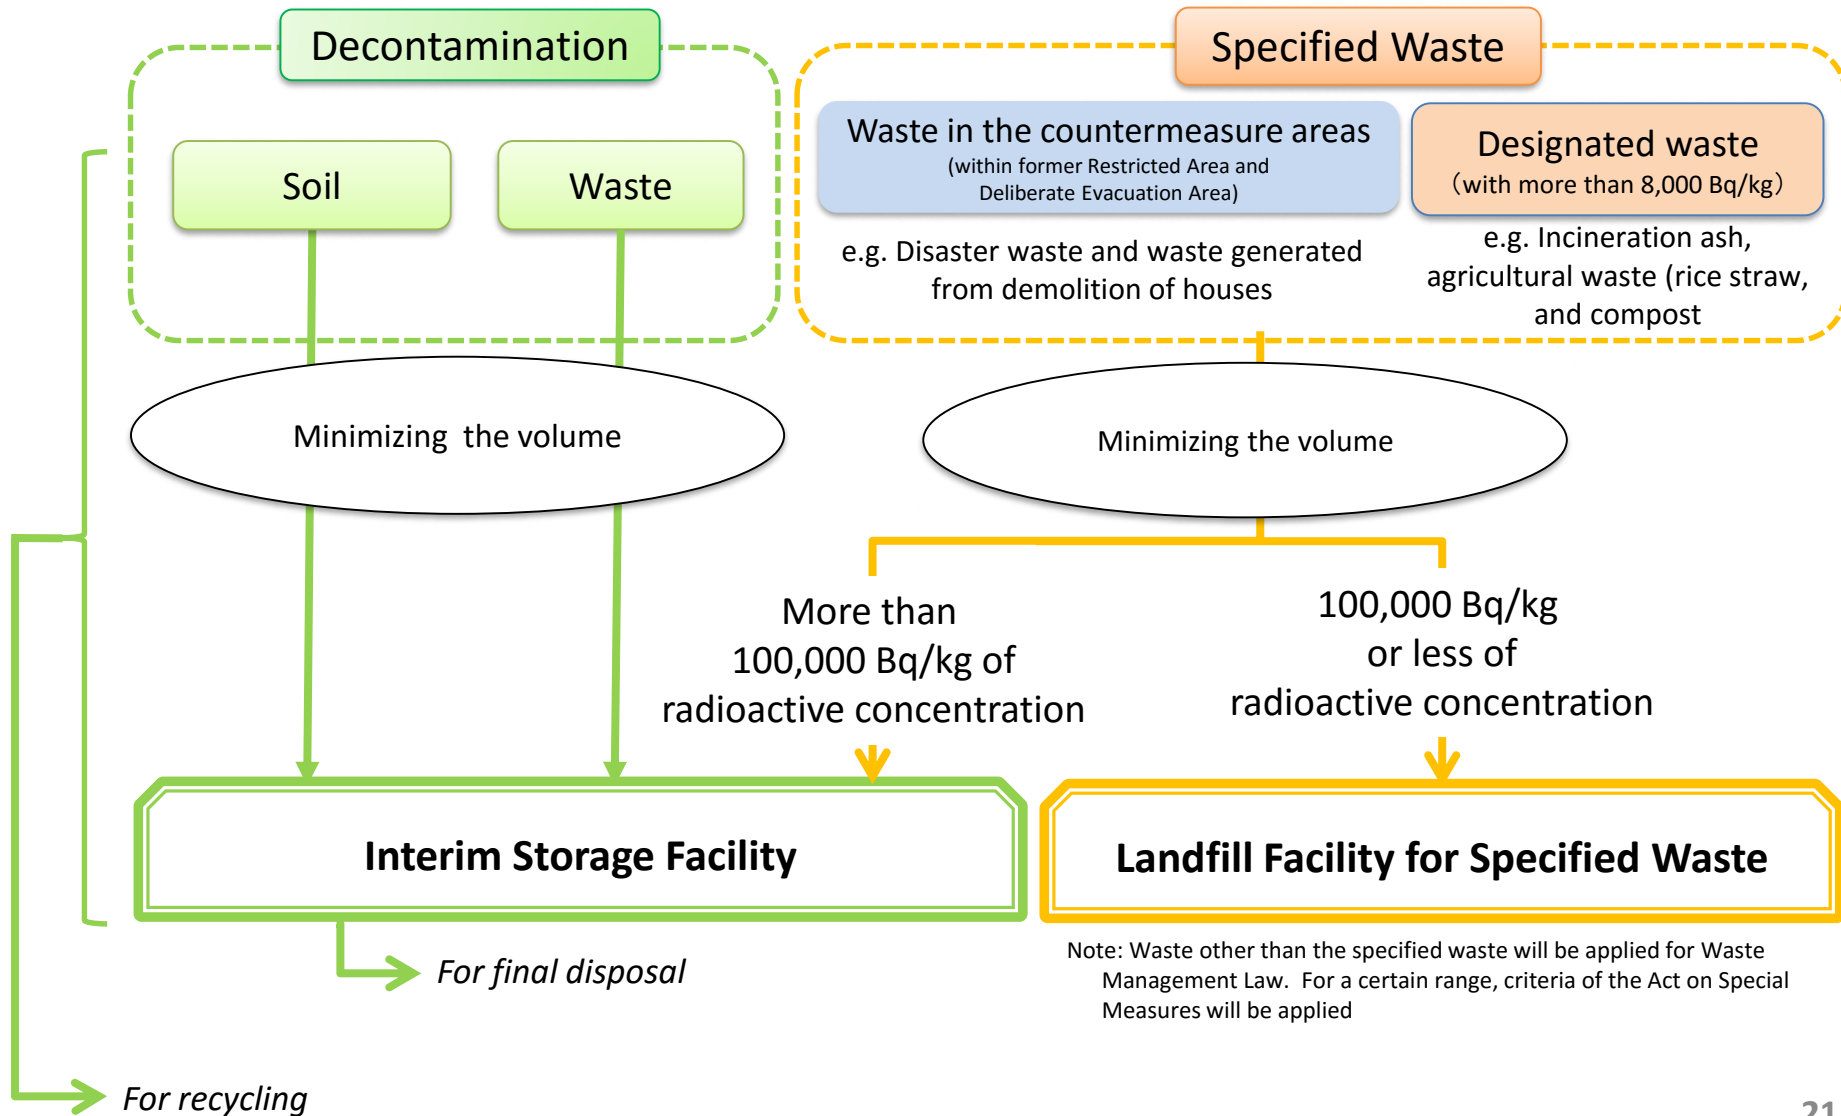 Decontamination
Specified Waste
Soil
Waste
Waste in the countermeasure areas
(within former Restricted Area and
Deliberate Evacuation Area)
e.g. Disaster waste and waste generated
from demolition of houses
Designated waste
（with more than 8,000 Bq/kg）
e.g. Incineration ash,
agricultural waste (rice straw,
and compost
Minimizing the volume
Minimizing the volume
More than
100,000 Bq/kg of
radioactive concentration
100,000 Bq/kg
or less of
radioactive concentration
Interim Storage Facility
Landfill Facility for Specified Waste
For final disposal
Note: Waste other than the specified waste will be applied for Waste
Management Law. For a certain range, criteria of the Act on Special
Measures will be applied
For recycling
21